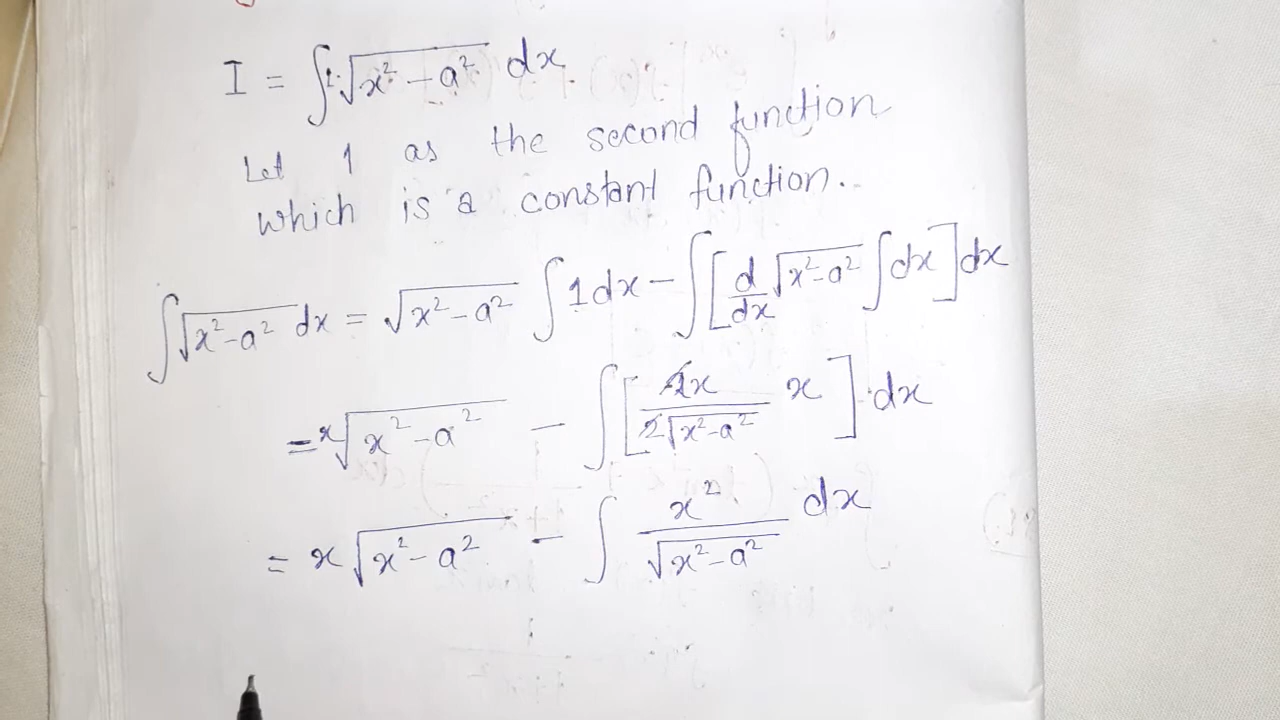 I = ∫1·√(x² − a²) dx
Let 1 as the second function
which is a constant function.
∫√(x²−a²) dx = √(x²−a²) ∫1dx − ∫[d/dx √(x²−a²) ∫dx]dx
= x√(x²−a²) − ∫[2x/(2√(x²−a²)) x]·dx
= x√(x²−a²) − ∫ x²/√(x²−a²) dx